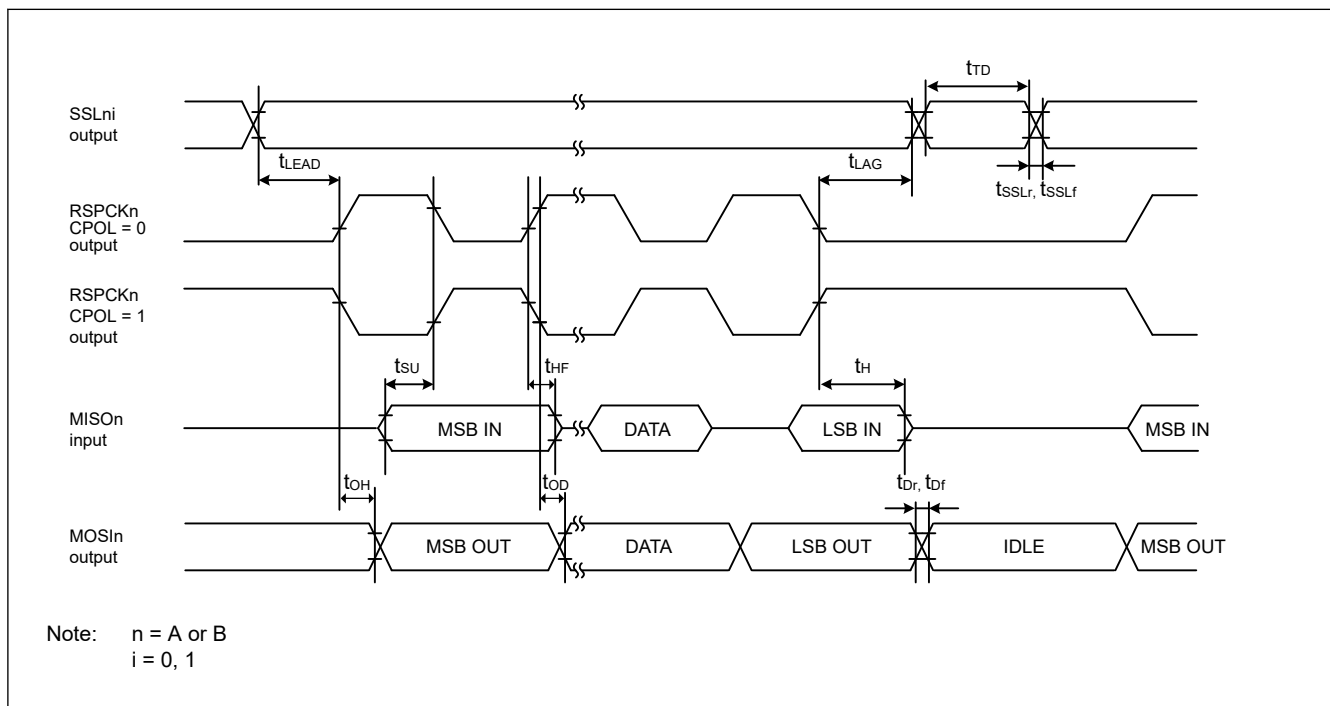 tTD
SSLni
output
tLEAD
tLAG
tSSLr, tSSLf
RSPCKn
CPOL = 0
output
RSPCKn
CPOL = 1
output
tSU
tHF
tH
MISOn
input
MSB IN
DATA
LSB IN
MSB IN
tOH
tOD
tDr, tDf
MOSIn
output
MSB OUT
DATA
LSB OUT
IDLE
MSB OUT
Note: n = A or B
i = 0, 1